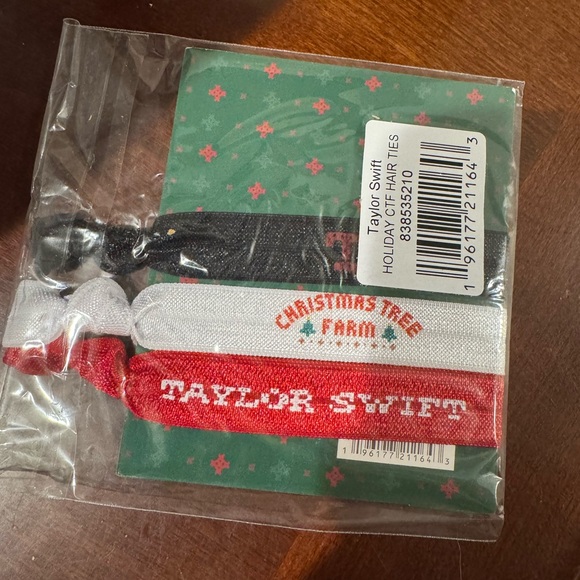 Taylor Swift
HOLIDAY CTF HAIR TIES
838535210
1 96177 21164 3
CHRISTMAS TREE
FARM
TAYLOR SWIFT
1 96177 21164 3